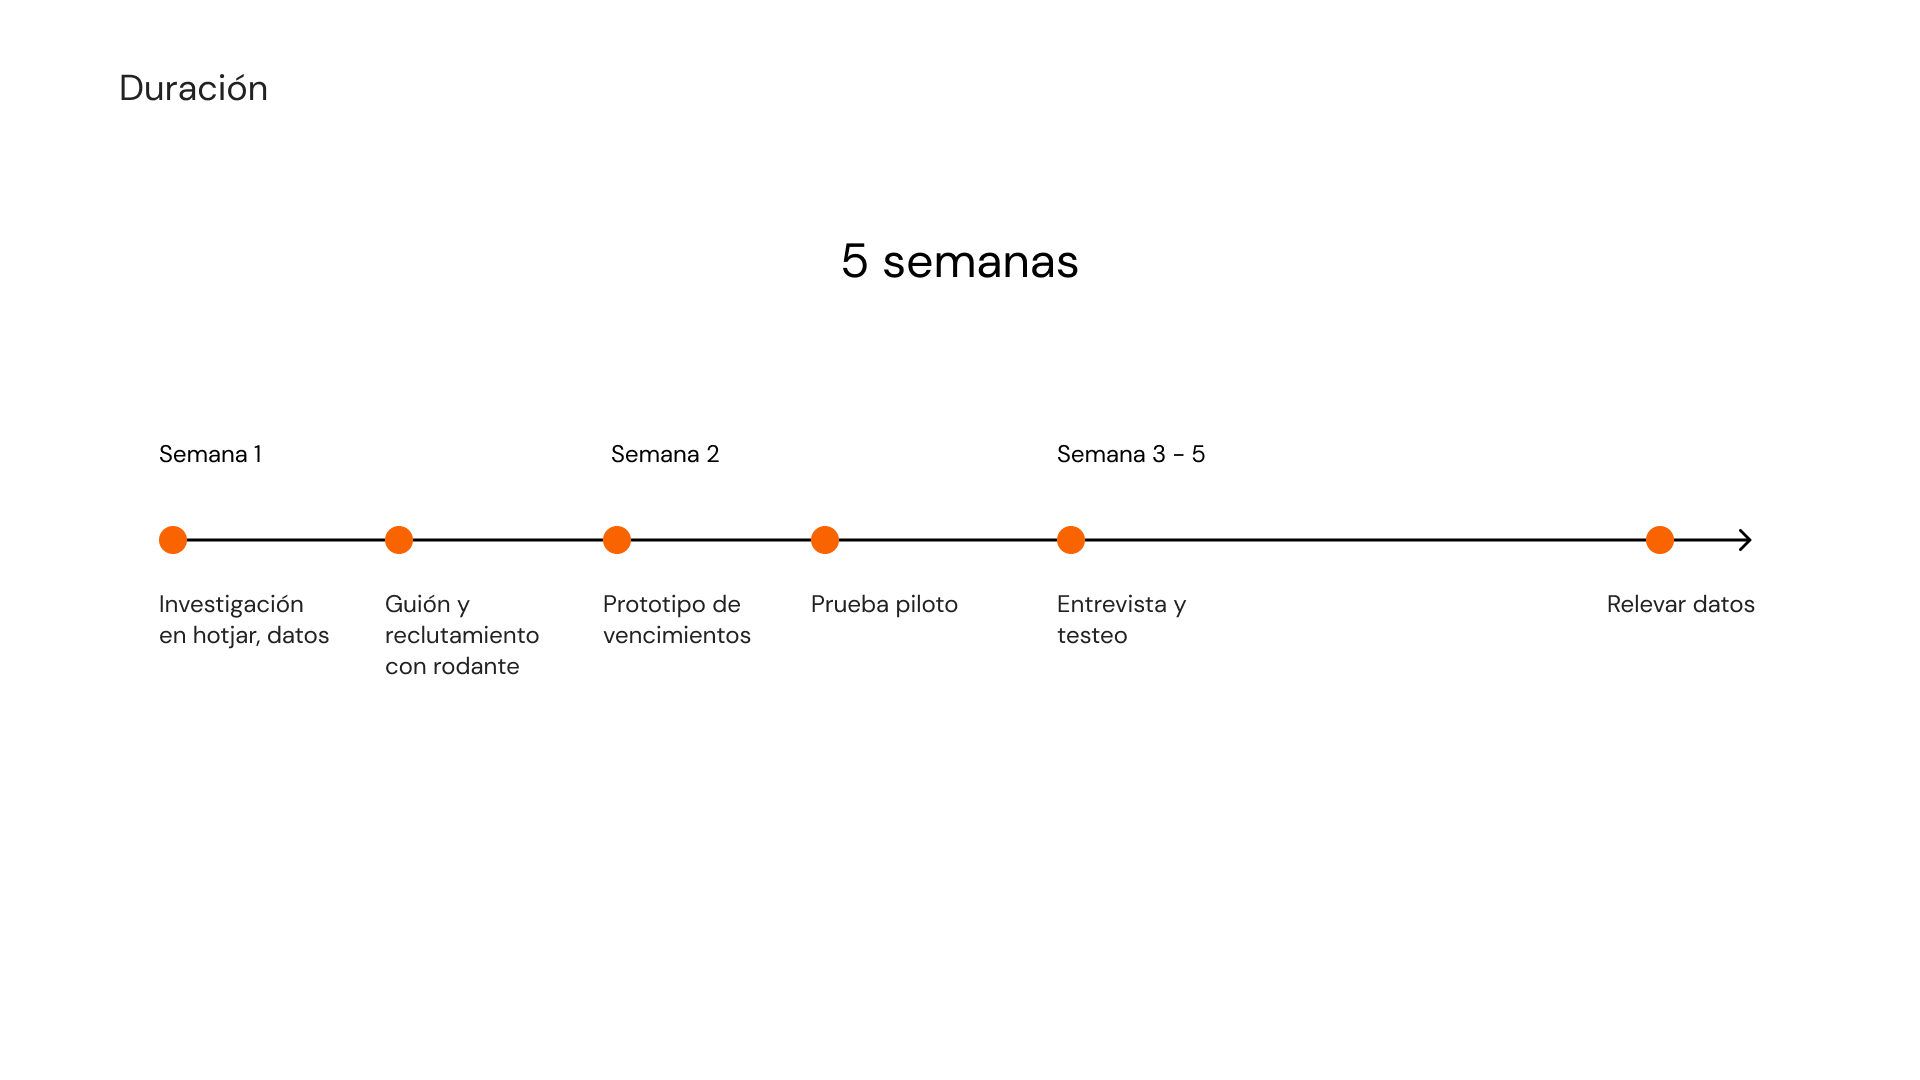 Duración
5 semanas
Semana 1
Semana 2
Semana 3 - 5
Investigación
en hotjar, datos
Guión y
reclutamiento
con rodante
Prototipo de
vencimientos
Prueba piloto
Entrevista y
testeo
Relevar datos